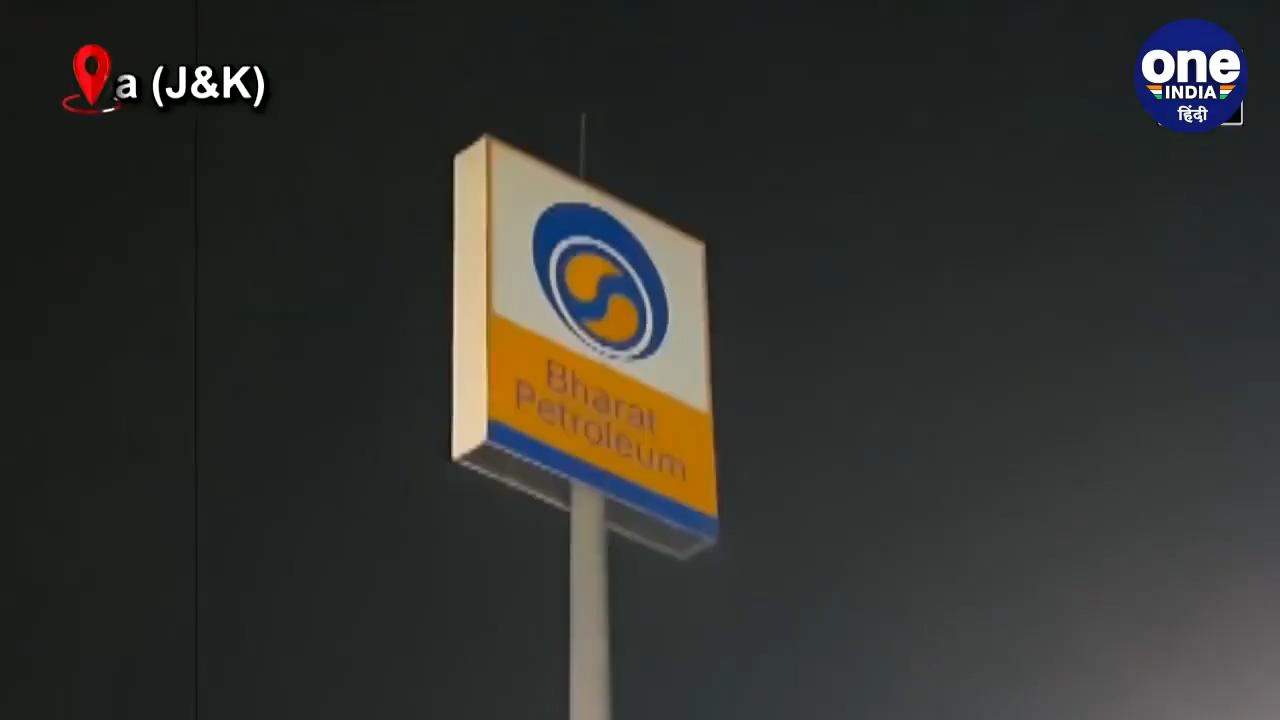 a (J&K)
one
INDIA
हिंदी
Bharat
Petroleum